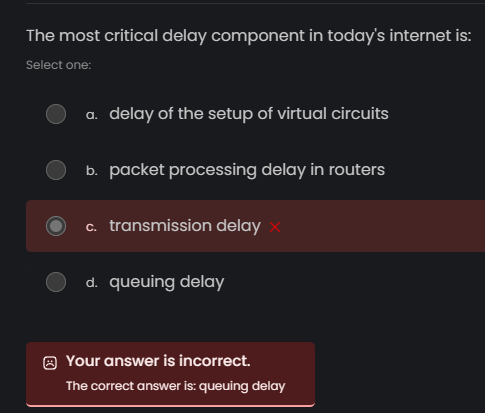 The most critical delay component in today's internet is:
Select one:
a. delay of the setup of virtual circuits
b. packet processing delay in routers
c. transmission delay
d. queuing delay
Your answer is incorrect.
The correct answer is: queuing delay